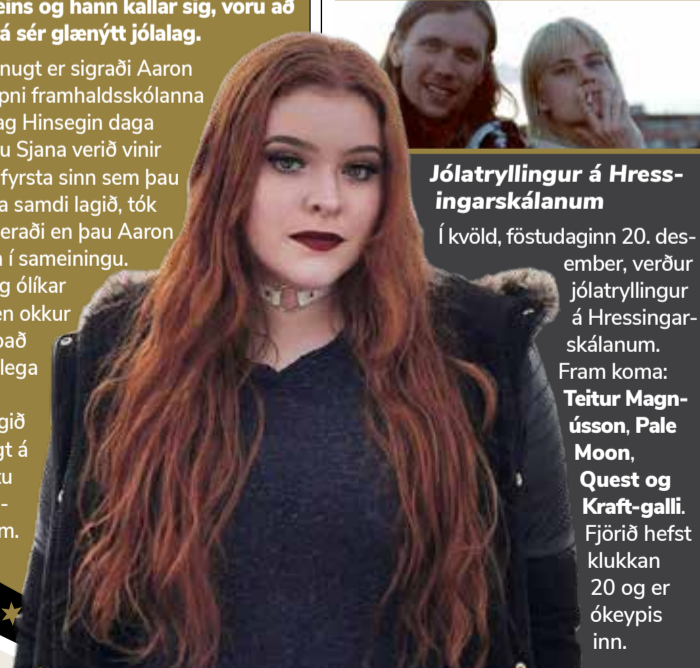 eins og hann kallar sig, voru að
á sér glænýtt jólalag.
nugt er sigraði Aaron
pni framhaldsskólanna
ag Hinsegin daga
u Sjana verið vinir
fyrsta sinn sem þau
a samdi lagið, tók
eraði en þau Aaron
í sameiningu.
g ólíkar
en okkur
það
lega
gið
gt á
tu
-
m.
Jólatryllingur á Hress-
ingarskálanum
Í kvöld, föstudaginn 20. des-
ember, verður
jólatryllingur
á Hressingar-
skálanum.
Fram koma:
Teitur Magn-
ússon, Pale
Moon,
Quest og
Kraft-galli.
Fjörið hefst
klukkan
20 og er
ókeypis
inn.